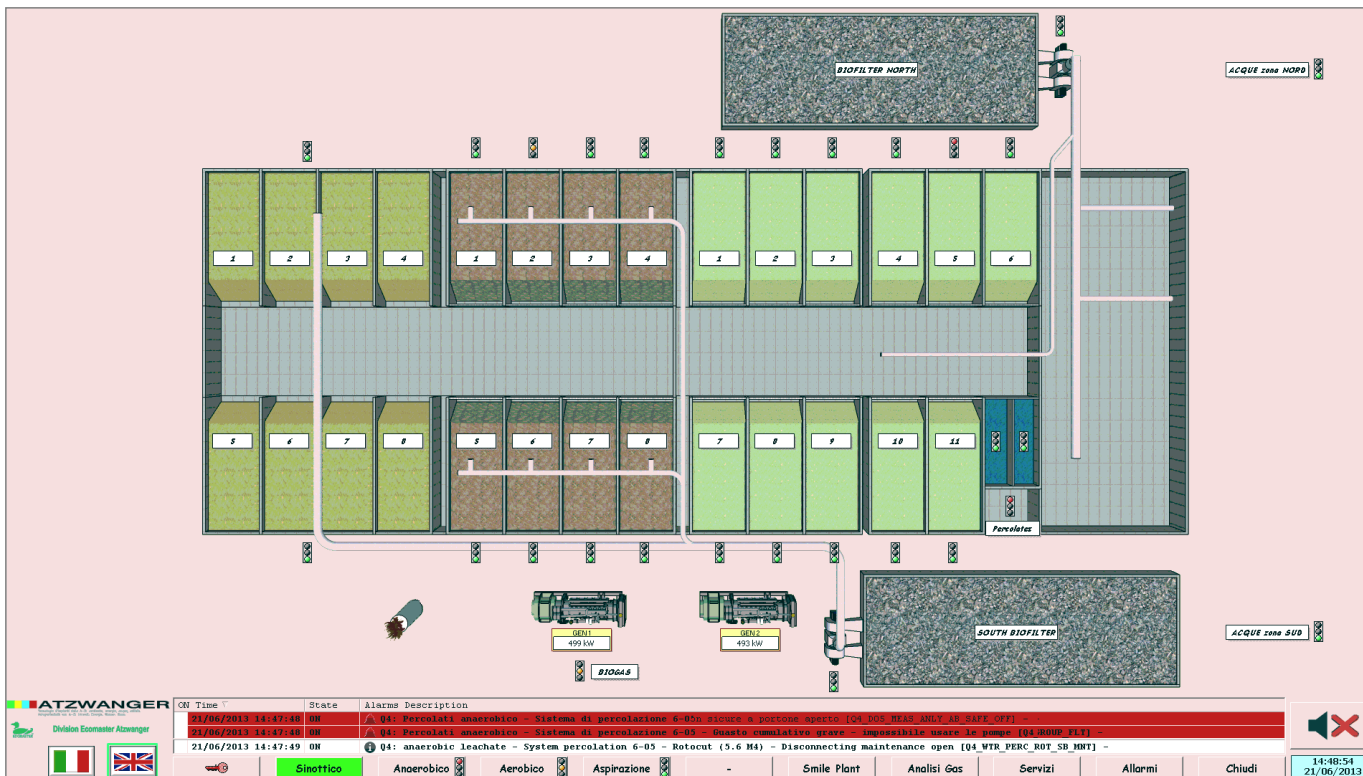 BIOFILTER NORTH
ACQUE zona NORD
1 2 3 4 1 2 3 4 1 2 3 4 5 6
5 6 7 8 5 6 7 8 7 8 9 10 11
Percolates
GEN1
499 kW
GEN2
493 kW
SOUTH BIOFILTER
ACQUE zona SUD
BIOGAS
ATZWANGER
Division Ecomaster Atzwanger
ON Time State Alarms Description
21/06/2013 14:47:48 ON Q4: Percolati anaerobico - Sistema di percolazione 6-05n sicure a portone aperto [Q4_DOS_MEAS_ANLY_AB_SAFE_OFF] -
21/06/2013 14:47:48 ON Q4: Percolati anaerobico - Sistema di percolazione 6-05 - Guasto cumulativo grave - impossibile usare le pompe [Q4_GROUP_FLT] -
21/06/2013 14:47:49 ON Q4: anaerobic leachate - System percolation 6-05 - Rotocut (5.6 M4) - Disconnecting maintenance open [Q4_WTR_PERC_ROT_SB_MNT] -
Sinottico Anaerobico Aerobico Aspirazione - Smile Plant Analisi Gas Servizi Allarmi Chiudi
14:48:54
21/06/2013